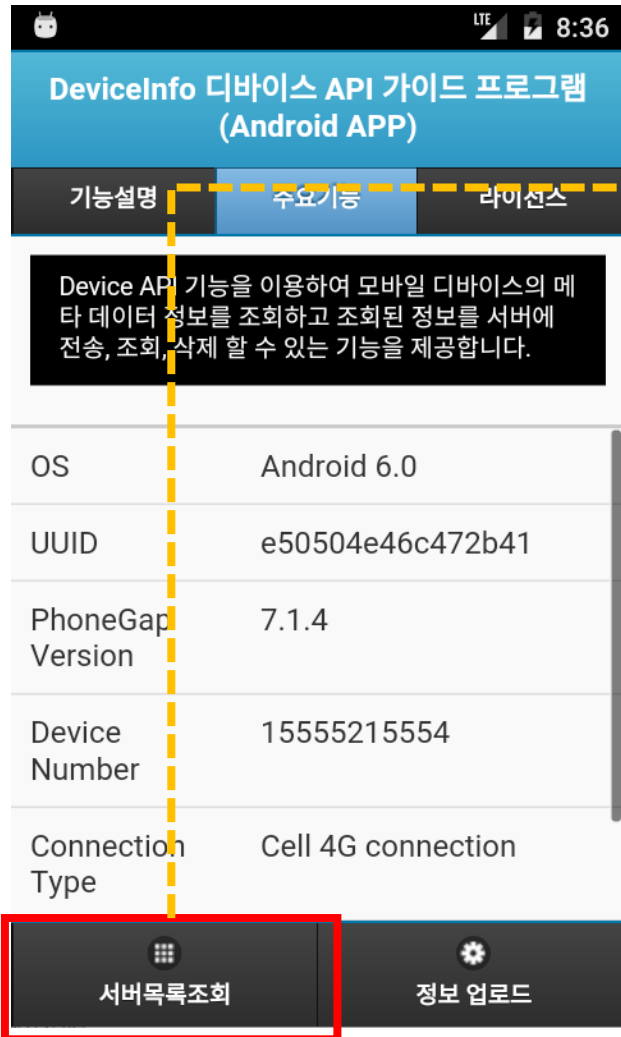 LTE 8:36
DeviceInfo 디바이스 API 가이드 프로그램
(Android APP)
기능설명 주요기능 라이선스
Device API 기능을 이용하여 모바일 디바이스의 메
타 데이터 정보를 조회하고 조회된 정보를 서버에
전송, 조회, 삭제 할 수 있는 기능을 제공합니다.
OS Android 6.0
UUID e50504e46c472b41
PhoneGap 7.1.4
Version
Device 15555215554
Number
Connection Cell 4G connection
Type
서버목록조회 정보 업로드